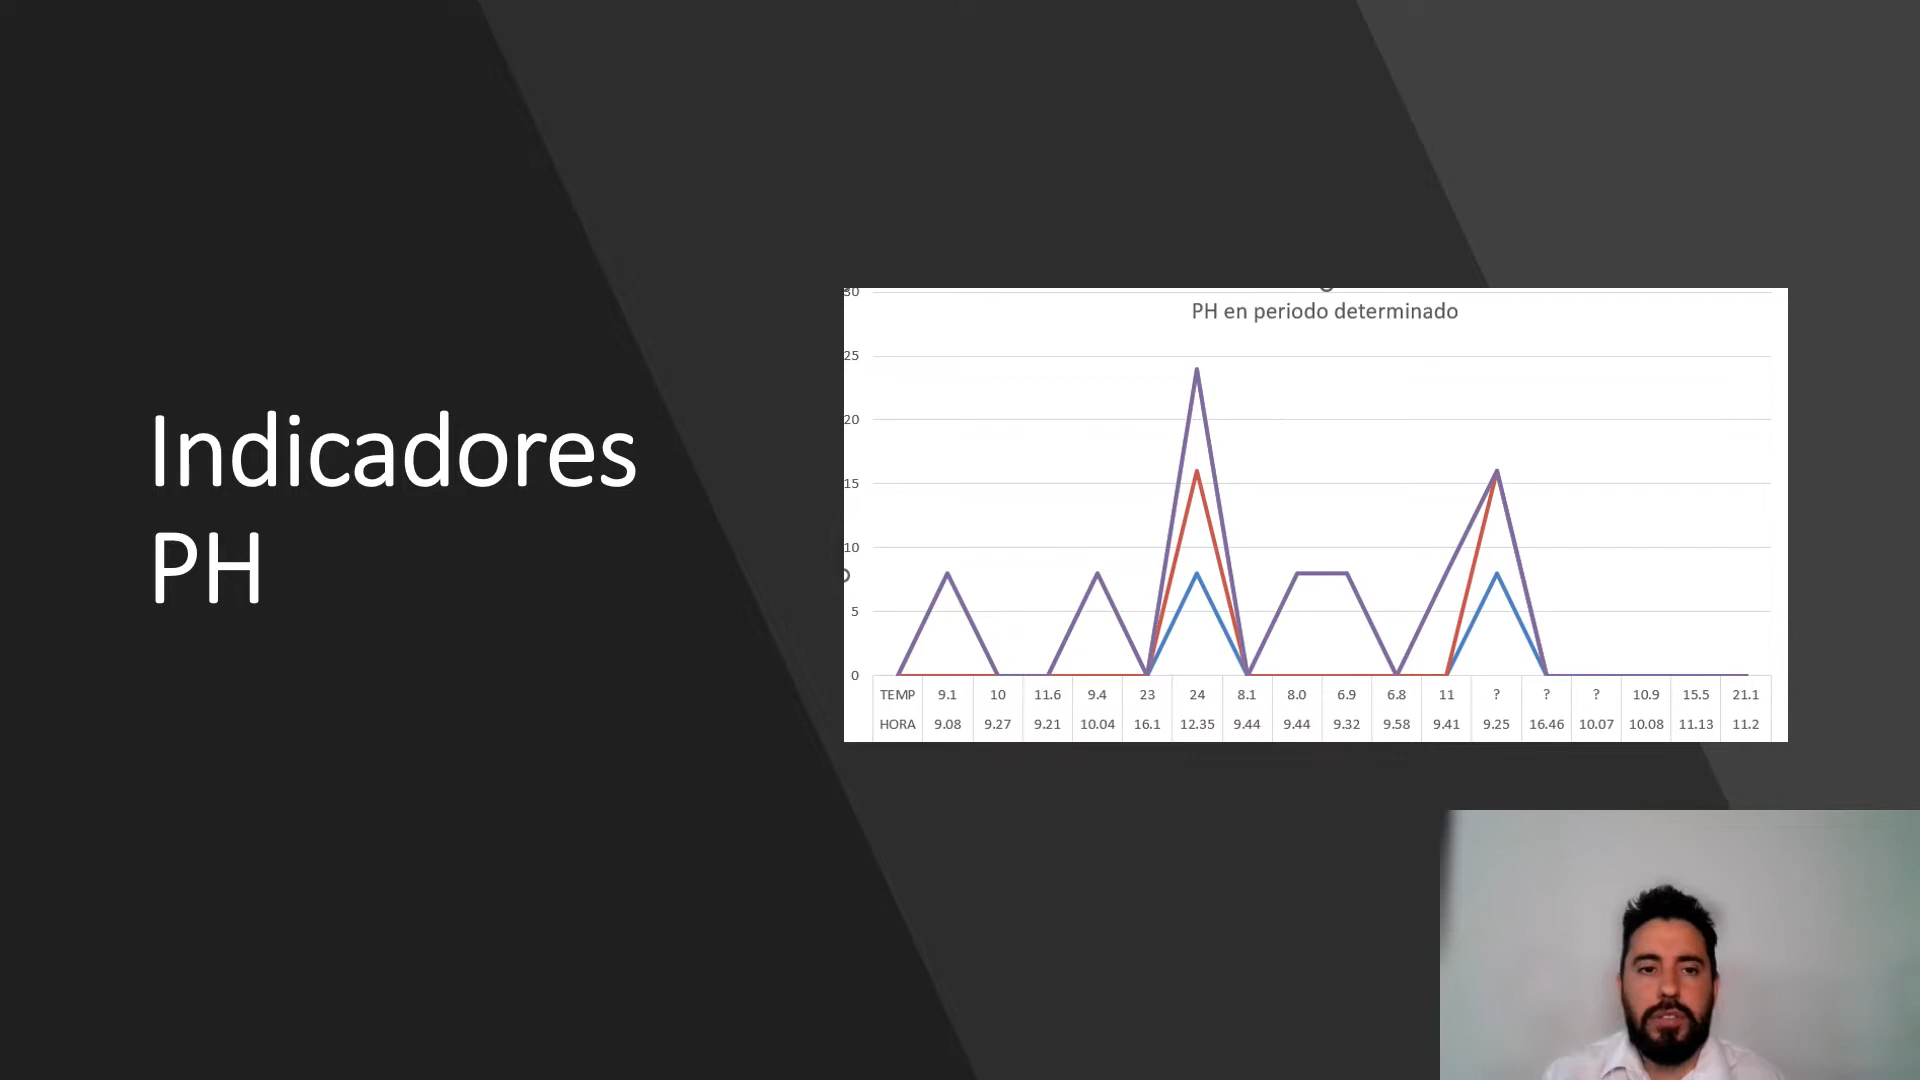 Indicadores
PH
30
PH en periodo determinado
25
20
15
10
5
0
TEMP 9.1 10 11.6 9.4 23 24 8.1 8.0 6.9 6.8 11 ? ? ? 10.9 15.5 21.1
HORA 9.08 9.27 9.21 10.04 16.1 12.35 9.44 9.44 9.32 9.58 9.41 9.25 16.46 10.07 10.08 11.13 11.2